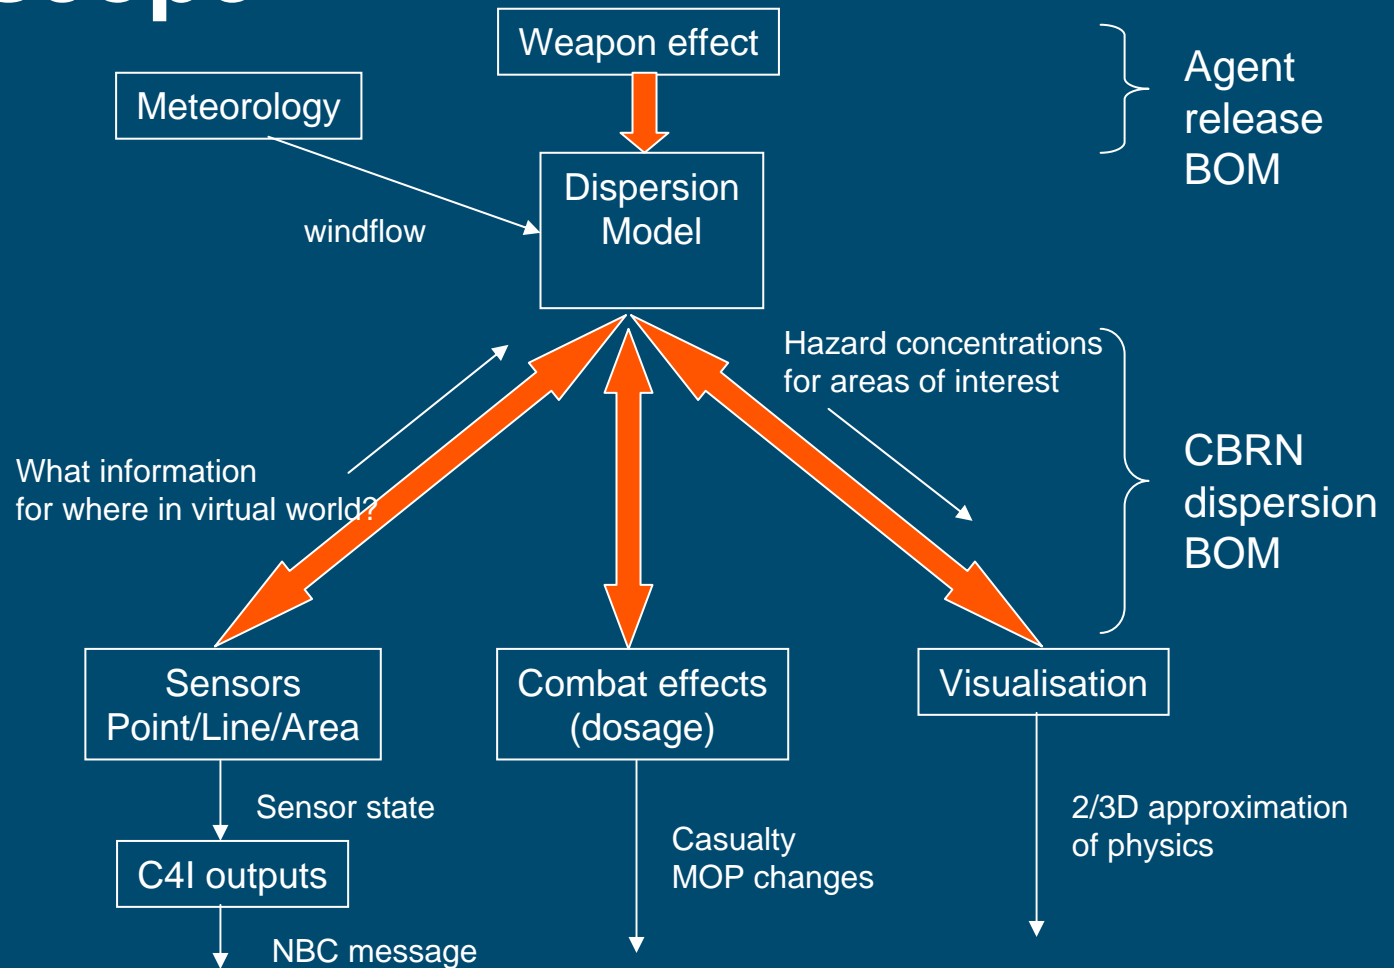 Weapon effect
Agent
release
BOM
Meteorology
Dispersion
Model
windflow
Hazard concentrations
for areas of interest
What information
for where in virtual world?
CBRN
dispersion
BOM
Sensors
Point/Line/Area
Combat effects
(dosage)
Visualisation
Sensor state
Casualty
MOP changes
2/3D approximation
of physics
C4I outputs
NBC message